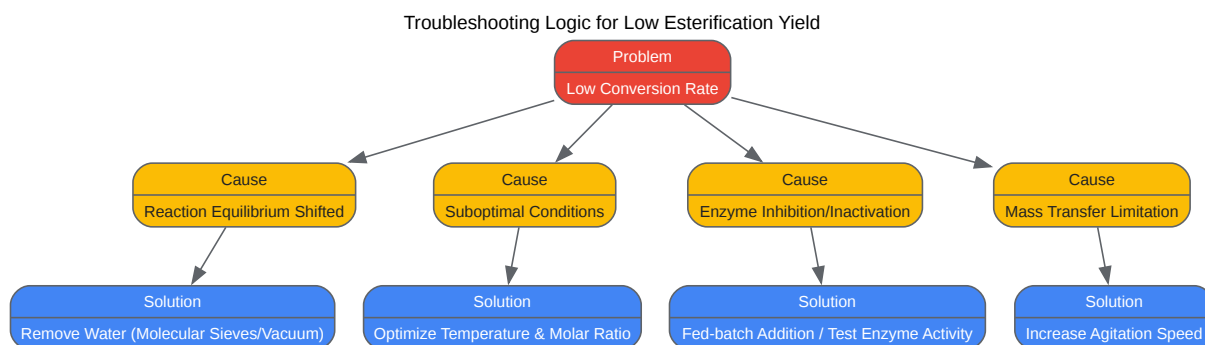 Troubleshooting Logic for Low Esterification Yield
Problem
Low Conversion Rate
Cause
Reaction Equilibrium Shifted
Cause
Suboptimal Conditions
Cause
Enzyme Inhibition/Inactivation
Cause
Mass Transfer Limitation
Solution
Remove Water (Molecular Sieves/Vacuum)
Solution
Optimize Temperature & Molar Ratio
Solution
Fed-batch Addition / Test Enzyme Activity
Solution
Increase Agitation Speed